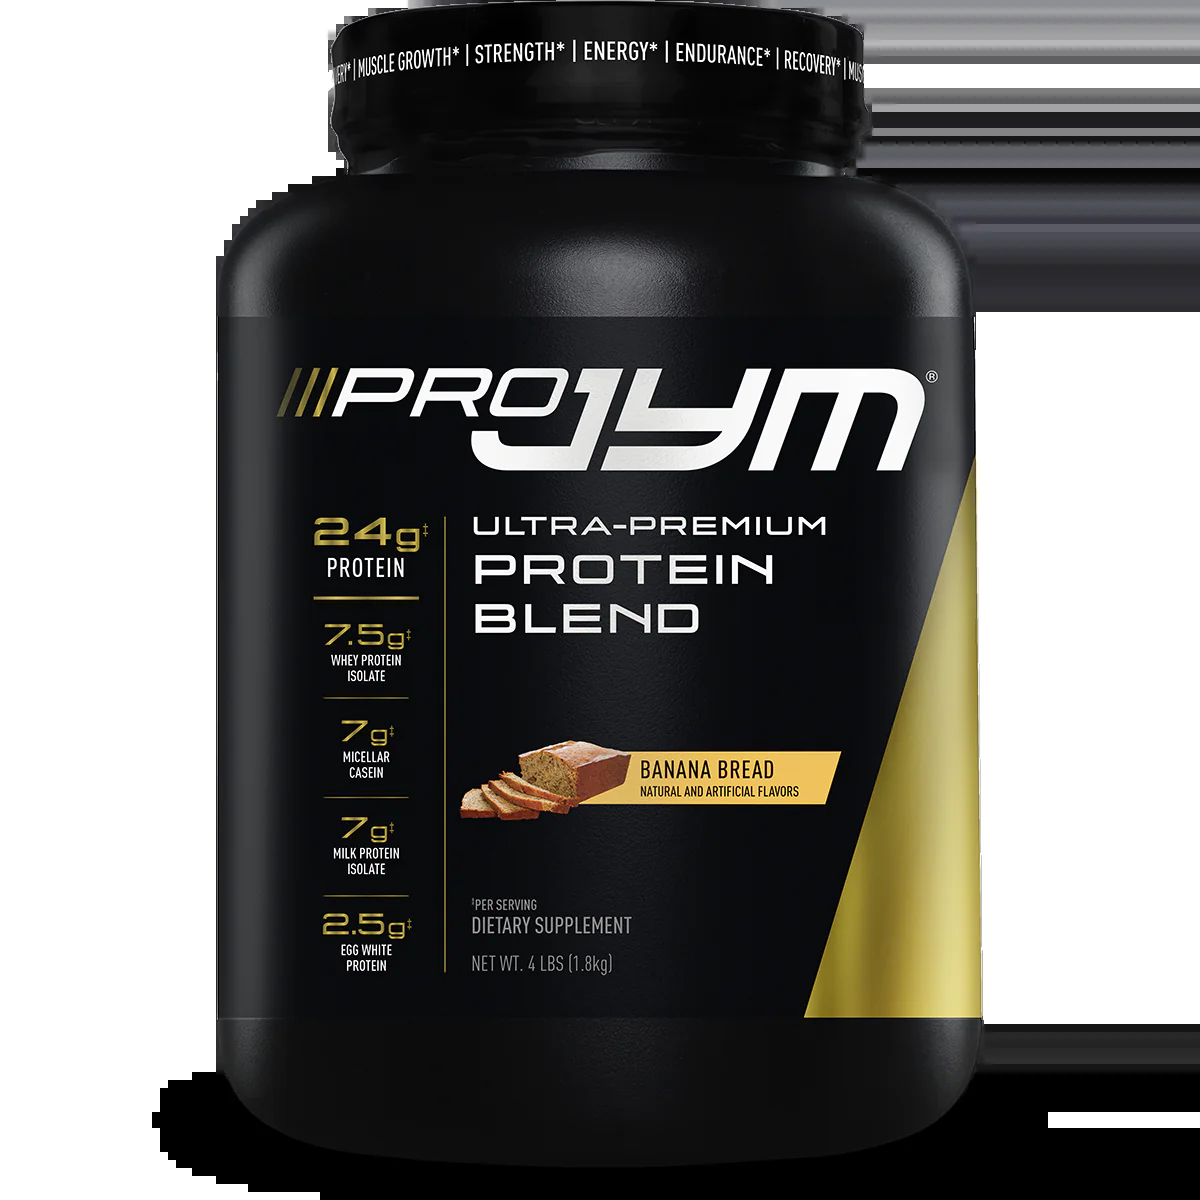 MUSCLE GROWTH* | STRENGTH* | ENERGY* | ENDURANCE* | RECOVERY* |
PRO JYM®
24g‡
PROTEIN
7.5g‡
WHEY PROTEIN
ISOLATE
7g‡
MICELLAR
CASEIN
7g‡
MILK PROTEIN
ISOLATE
2.5g‡
EGG WHITE
PROTEIN
ULTRA-PREMIUM
PROTEIN
BLEND
BANANA BREAD
NATURAL AND ARTIFICIAL FLAVORS
‡PER SERVING
DIETARY SUPPLEMENT
NET WT. 4 LBS (1.8kg)